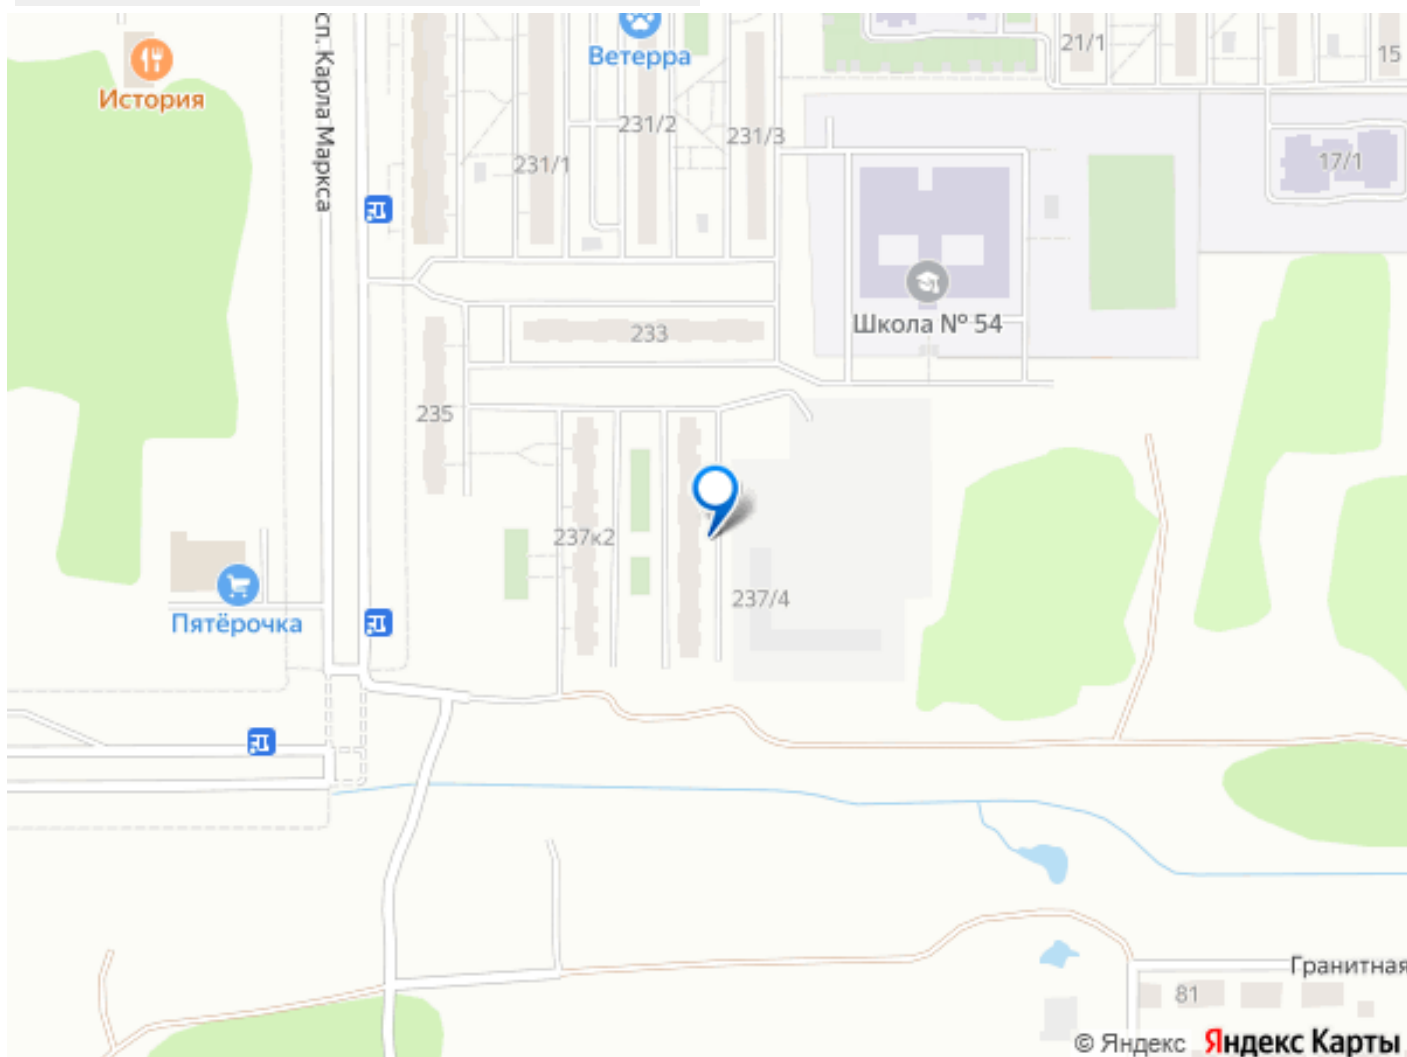 сп. Карла Маркса
Ветерра
21/1
15
История
231/2
231/3
231/1
17/1
Школа № 54
233
235
237к2
237/4
Пятёрочка
Гранитная
81
© Яндекс Яндекс Карты